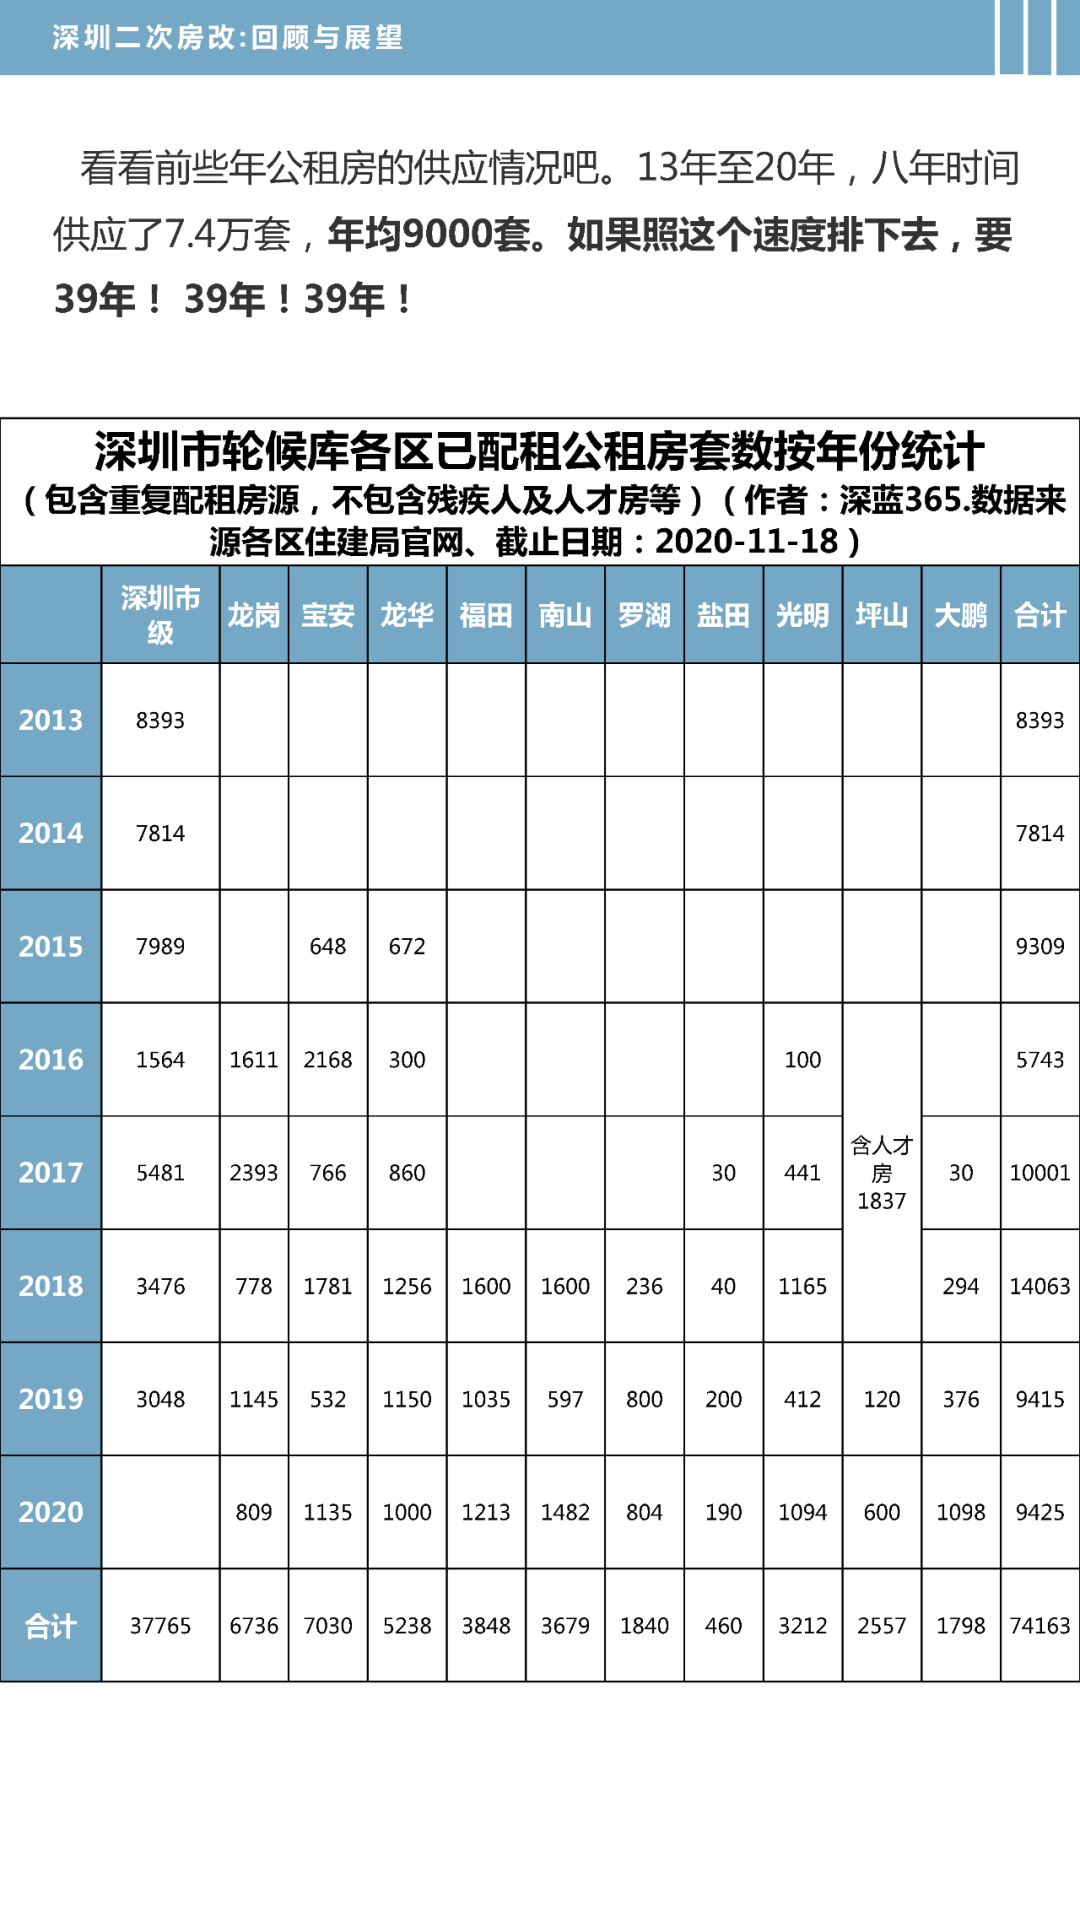 深圳二次房改:回顾与展望
看看前些年公租房的供应情况吧。13年至20年，八年时间
供应了7.4万套，年均9000套。如果照这个速度排下去，要
39年！ 39年！39年！
深圳市轮候库各区已配租公租房套数按年份统计
（包含重复配租房源，不包含残疾人及人才房等）（作者：深蓝365.数据来
源各区住建局官网、截止日期：2020-11-18）
深圳市级 龙岗 宝安 龙华 福田 南山 罗湖 盐田 光明 坪山 大鹏 合计
2013 8393 8393
2014 7814 7814
2015 7989 648 672 9309
2016 1564 1611 2168 300 100 5743
2017 5481 2393 766 860 30 441 含人才房1837 30 10001
2018 3476 778 1781 1256 1600 1600 236 40 1165 294 14063
2019 3048 1145 532 1150 1035 597 800 200 412 120 376 9415
2020 809 1135 1000 1213 1482 804 190 1094 600 1098 9425
合计 37765 6736 7030 5238 3848 3679 1840 460 3212 2557 1798 74163